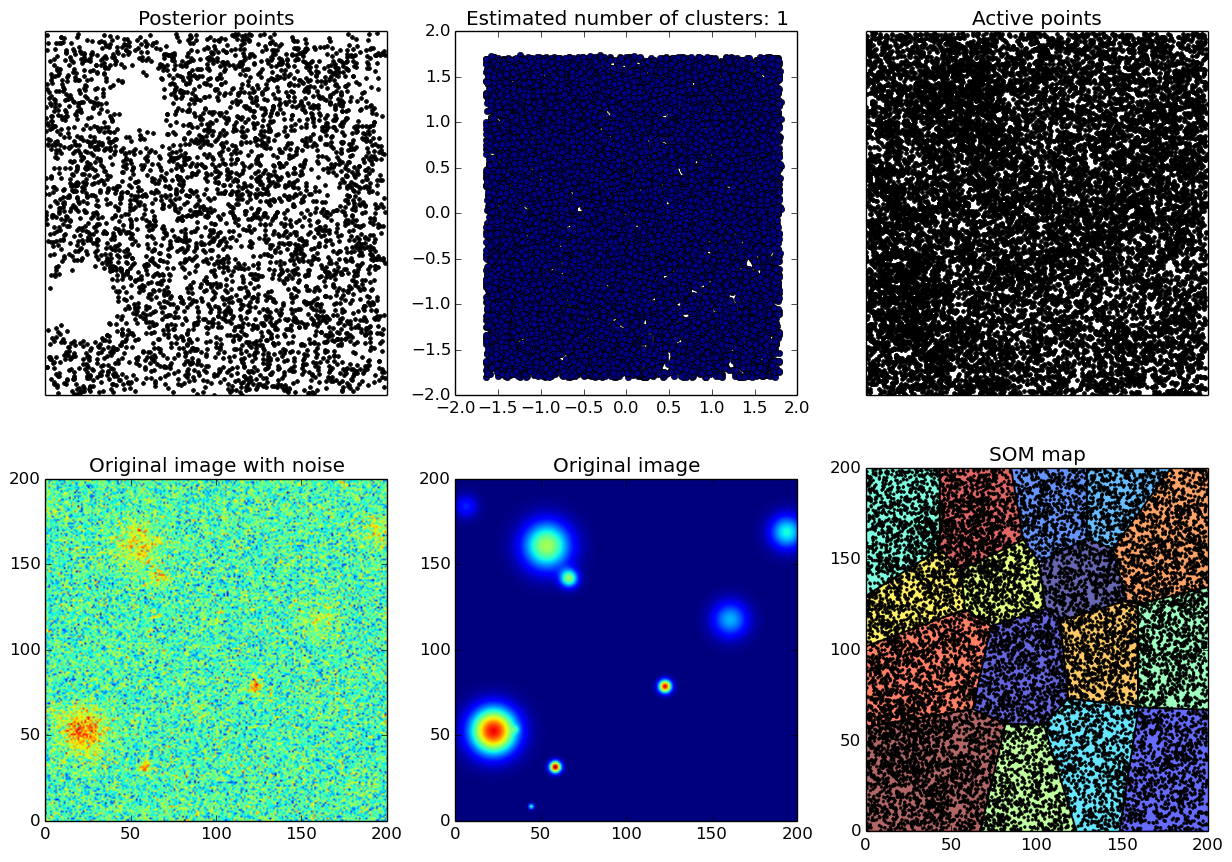 Posterior points
Estimated number of clusters: 1
Active points
2.0
1.5
1.0
0.5
0.0
−0.5
−1.0
−1.5
−2.0
−2.0 −1.5 −1.0 −0.5 0.0 0.5 1.0 1.5 2.0
Original image with noise
200
150
100
50
0
0 50 100 150 200
Original image
200
150
100
50
0
0 50 100 150 200
SOM map
200
150
100
50
0
0 50 100 150 200